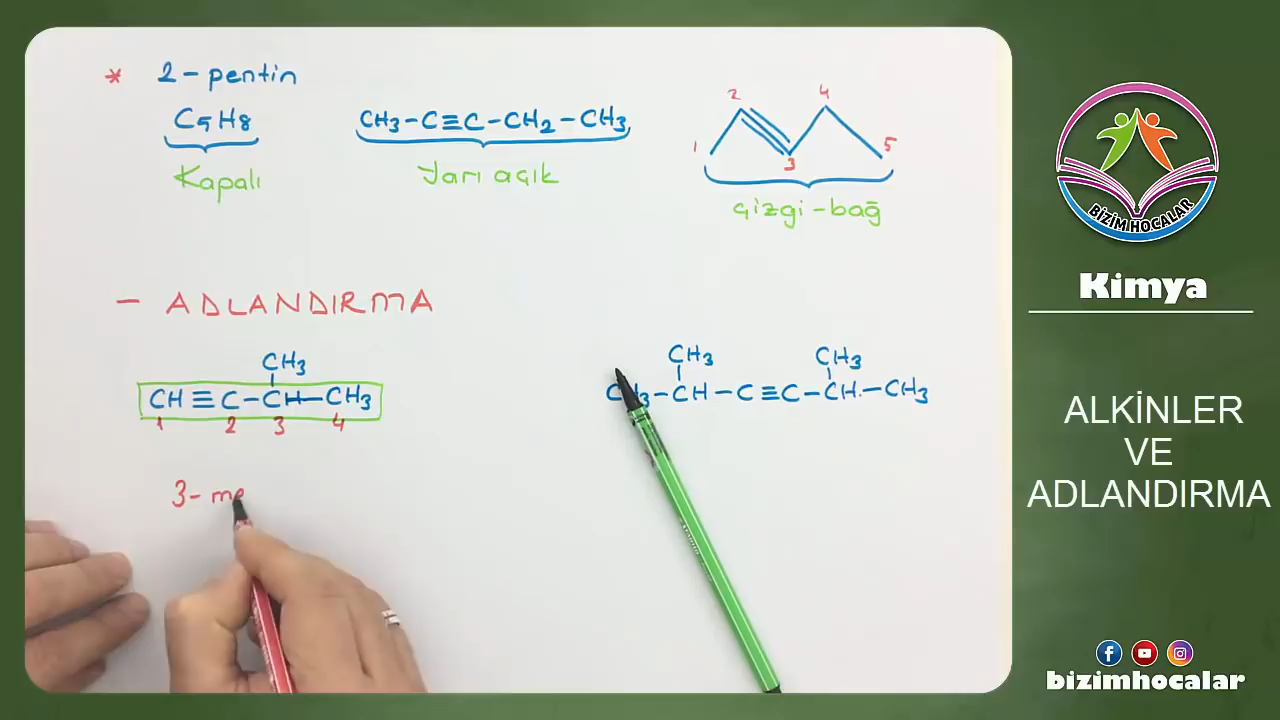 * 2-pentin
C5H8
CH3-C≡C-CH2-CH3
1 2 3 4 5
Kapalı
Yarı açık
Çizgi-bağ
- ADLANDIRMA
CH3
CH≡C-CH-CH3
1 2 3 4
3- me
CH3 CH3
CH3-CH-C≡C-CH-CH3
BİZİM HOCALAR
Kimya
ALKİNLER
VE
ADLANDIRMA
bizimhocalar